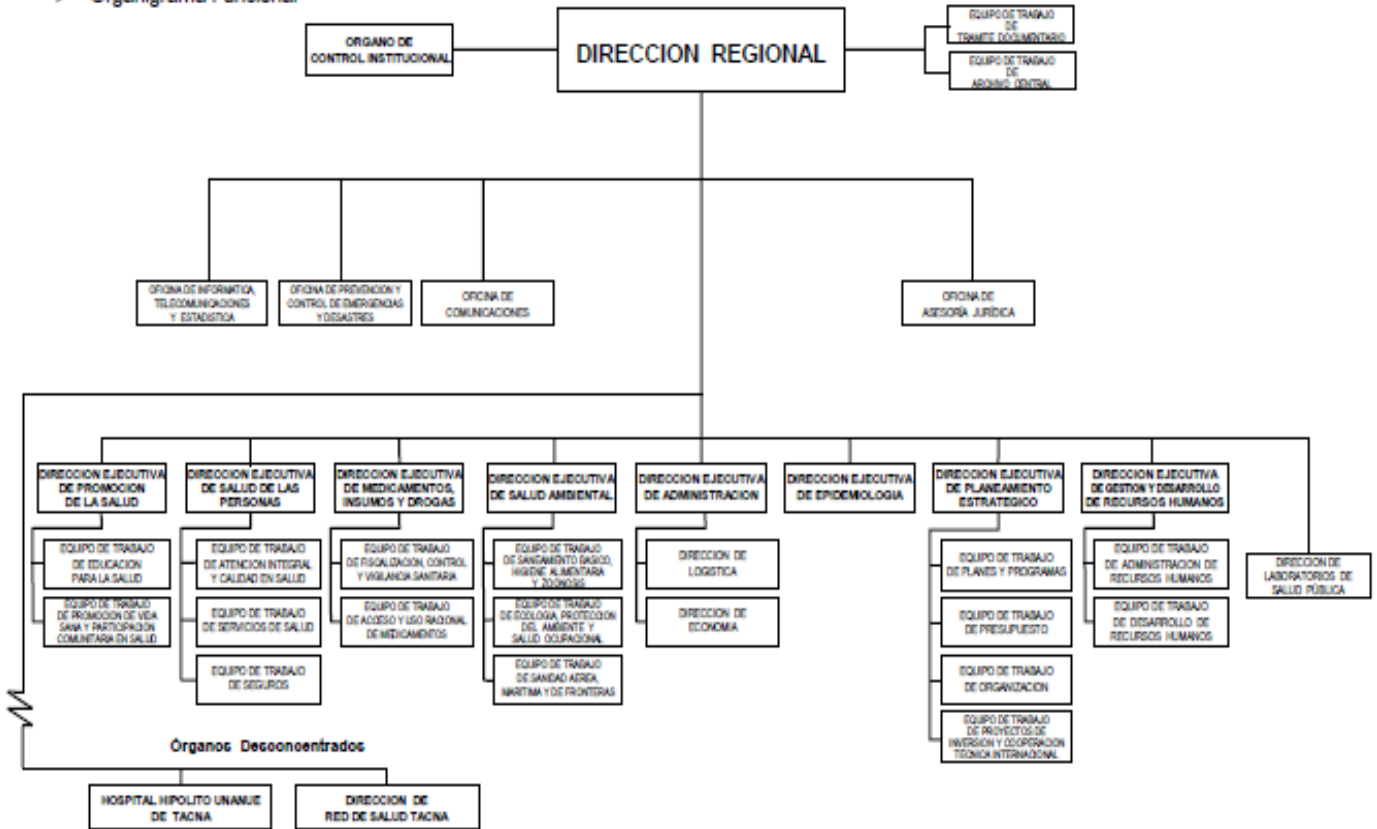 Organigrama Funcional
ORGANO DE
CONTROL INSTITUCIONAL
DIRECCION REGIONAL
EQUIPO DE TRABAJO
DE
TRAMITE DOCUMENTARIO
EQUIPO DE TRABAJO
DE
ARCHIVO CENTRAL
OFICINA DE INFORMATICA,
TELECOMUNICACIONES
Y ESTADISTICA
OFICINA DE PREVENCION Y
CONTROL DE EMERGENCIAS
Y DESASTRES
OFICINA DE
COMUNICACIONES
OFICINA DE
ASESORÍA JURÍDICA
DIRECCION EJECUTIVA
DE PROMOCION
DE LA SALUD
DIRECCION EJECUTIVA
DE SALUD DE LAS
PERSONAS
DIRECCION EJECUTIVA
DE MEDICAMENTOS,
INSUMOS Y DROGAS
DIRECCION EJECUTIVA
DE SALUD AMBIENTAL
DIRECCION EJECUTIVA
DE ADMINISTRACION
DIRECCION EJECUTIVA
DE EPIDEMIOLOGIA
DIRECCION EJECUTIVA
DE PLANEAMIENTO
ESTRATEGICO
DIRECCION EJECUTIVA
DE GESTION Y DESARROLLO
DE RECURSOS HUMANOS
EQUIPO DE TRABAJO
DE EDUCACION
PARA LA SALUD
EQUIPO DE TRABAJO
DE PROMOCION DE VIDA
SANA Y PARTICIPACION
COMUNITARIA EN SALUD
EQUIPO DE TRABAJO
DE ATENCION INTEGRAL
Y CALIDAD EN SALUD
EQUIPO DE TRABAJO
DE SERVICIOS DE SALUD
EQUIPO DE TRABAJO
DE SEGUROS
EQUIPO DE TRABAJO
DE FISCALIZACION, CONTROL
Y VIGILANCIA SANITARIA
EQUIPO DE TRABAJO
DE ACCESO Y USO RACIONAL
DE MEDICAMENTOS
EQUIPO DE TRABAJO
DE SANEAMIENTO BASICO,
HIGIENE ALIMENTARIA
Y ZOONOSIS
EQUIPO DE TRABAJO
DE ECOLOGIA, PROTECCION
DEL AMBIENTE Y
SALUD OCUPACIONAL
EQUIPO DE TRABAJO
DE SANIDAD AEREA,
MARITIMA Y DE FRONTERAS
DIRECCION DE
LOGISTICA
DIRECCION DE
ECONOMIA
EQUIPO DE TRABAJO
DE PLANES Y PROGRAMAS
EQUIPO DE TRABAJO
DE PRESUPUESTO
EQUIPO DE TRABAJO
DE ORGANIZACION
EQUIPO DE TRABAJO
DE PROYECTOS DE
INVERSION Y COOPERACION
TECNICA INTERNACIONAL
EQUIPO DE TRABAJO
DE ADMINISTRACION DE
RECURSOS HUMANOS
EQUIPO DE TRABAJO
DE DESARROLLO DE
RECURSOS HUMANOS
DIRECCION DE
LABORATORIOS DE
SALUD PÚBLICA
Órganos Desconcentrados
HOSPITAL HIPOLITO UNANUE
DE TACNA
DIRECCION DE
RED DE SALUD TACNA